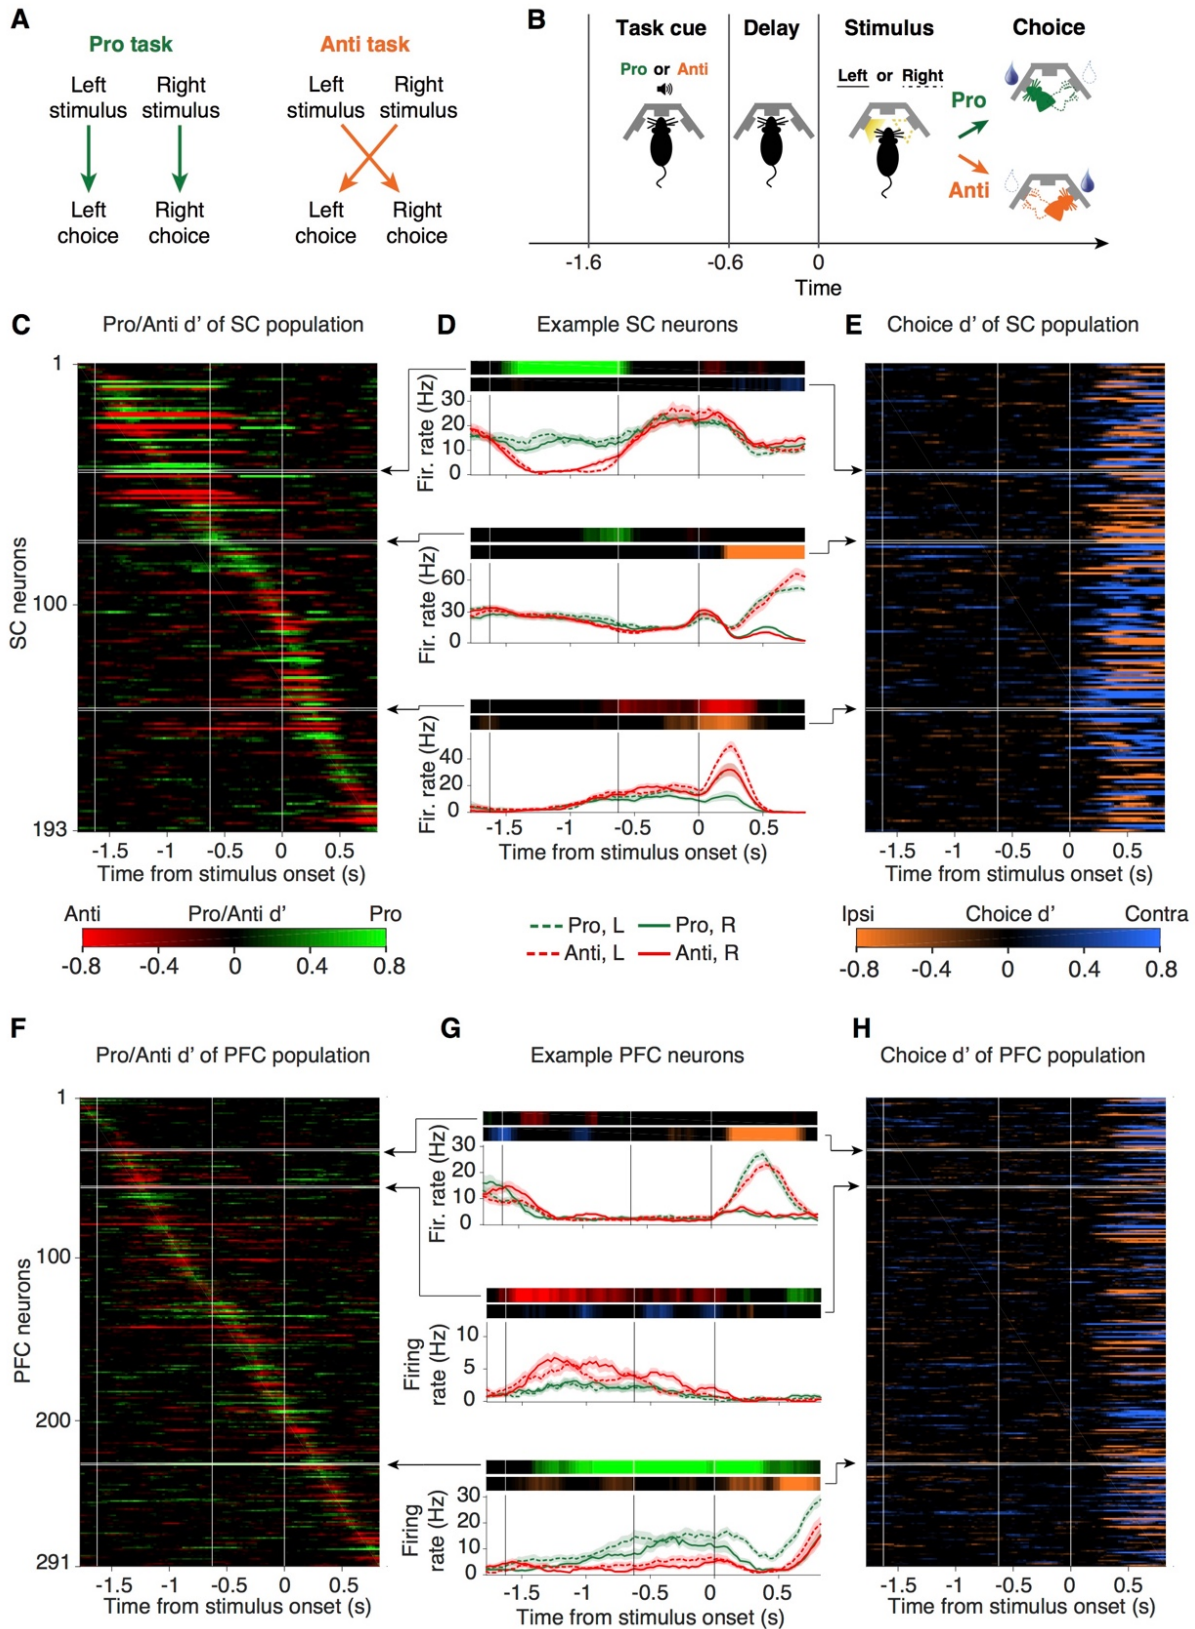 A
Pro task
Anti task
Left stimulus
Right stimulus
Left stimulus
Right stimulus
Left choice
Right choice
Left choice
Right choice
B
Task cue
Delay
Stimulus
Choice
Pro or Anti
Left or Right
Pro
Anti
-1.6
-0.6
0
Time
C
Pro/Anti d' of SC population
1
100
193
SC neurons
-1.5 -1 -0.5 0 0.5
Time from stimulus onset (s)
Anti Pro/Anti d' Pro
-0.8 -0.4 0 0.4 0.8
D
Example SC neurons
Fir. rate (Hz)
30
20
10
0
Fir. rate (Hz)
60
30
0
Fir. rate (Hz)
40
20
0
-1.5 -1 -0.5 0 0.5
Time from stimulus onset (s)
Pro, L Pro, R
Anti, L Anti, R
E
Choice d' of SC population
-1.5 -1 -0.5 0 0.5
Time from stimulus onset (s)
Ipsi Choice d' Contra
-0.8 -0.4 0 0.4 0.8
F
Pro/Anti d' of PFC population
1
100
200
291
PFC neurons
-1.5 -1 -0.5 0 0.5
Time from stimulus onset (s)
G
Example PFC neurons
Fir. rate (Hz)
30
20
10
0
Firing
rate (Hz)
10
5
0
Firing
rate (Hz)
30
20
10
0
-1.5 -1 -0.5 0 0.5
Time from stimulus onset (s)
H
Choice d' of PFC population
-1.5 -1 -0.5 0 0.5
Time from stimulus onset (s)